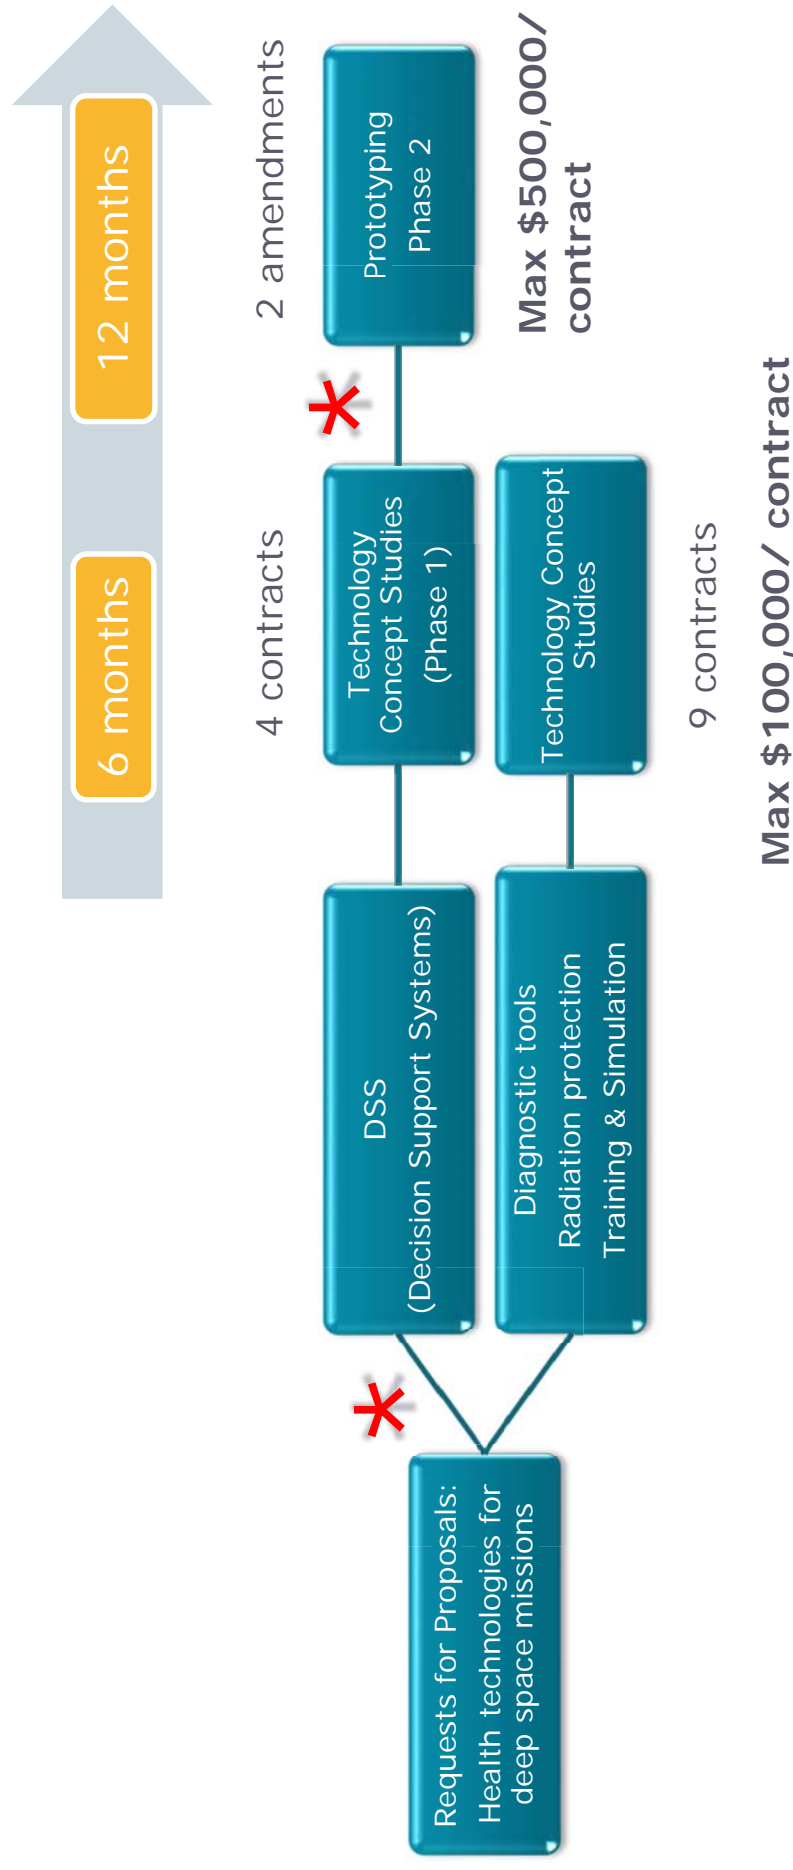 6 months
12 months
4 contracts
2 amendments
Requests for Proposals:
Health technologies for
deep space missions
*
DSS
(Decision Support Systems)
Technology
Concept Studies
(Phase 1)
*
Prototyping
Phase 2
Diagnostic tools
Radiation protection
Training & Simulation
Technology Concept
Studies
Max $500,000/
contract
9 contracts
Max $100,000/ contract